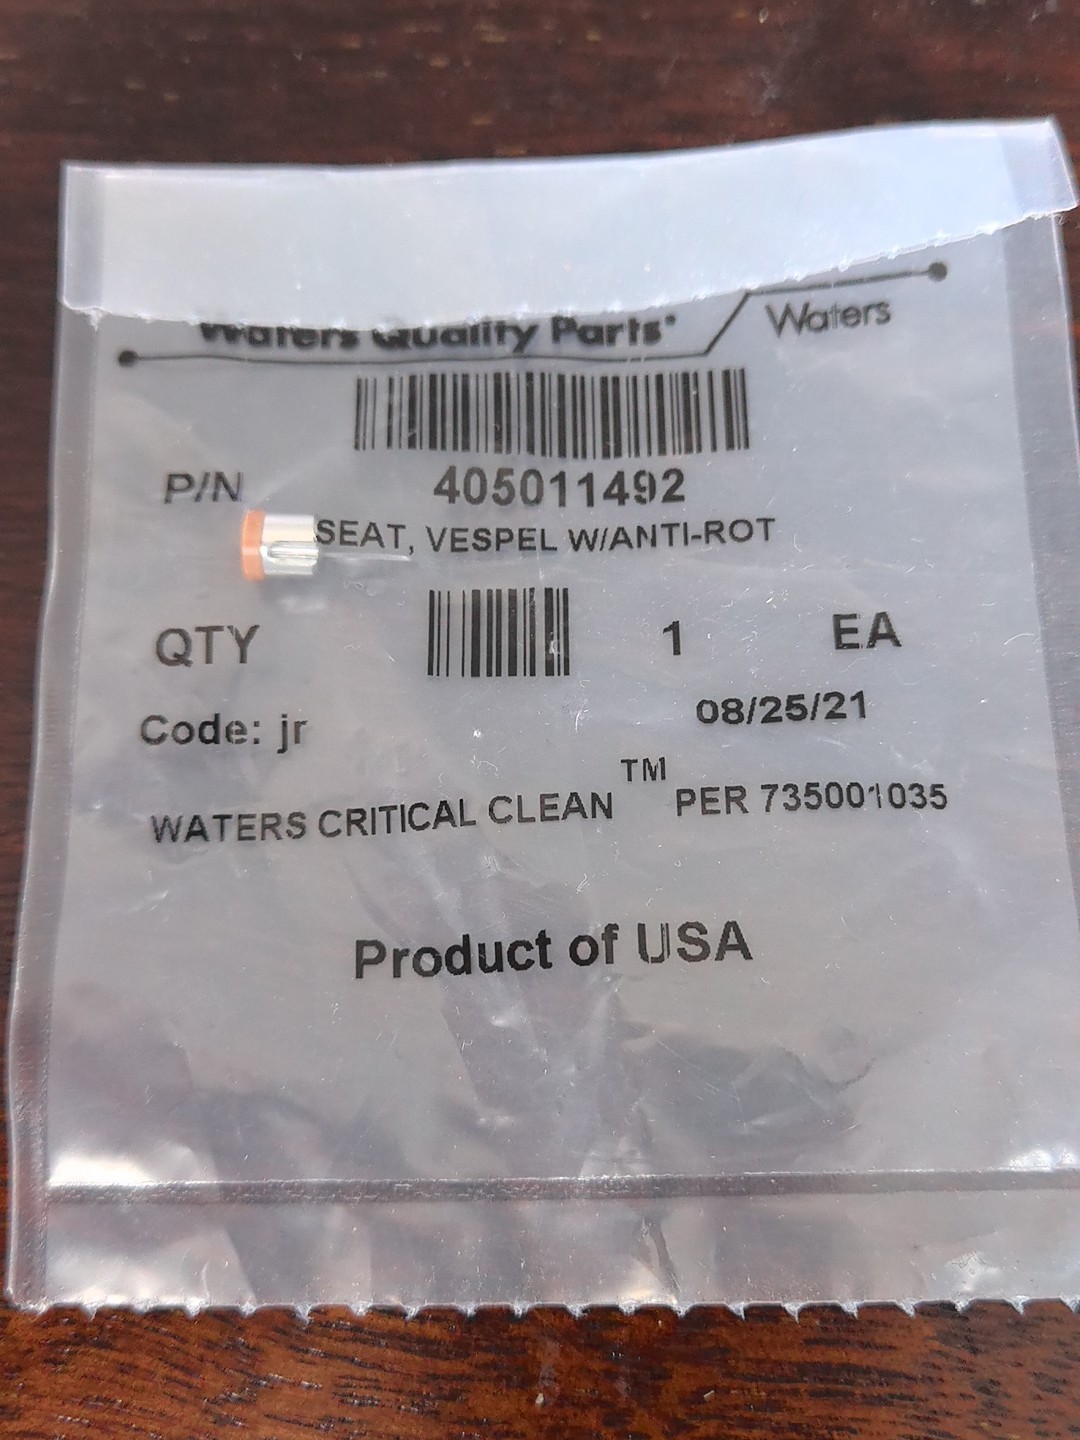 Waters Quality Parts
Waters
P/N 405011492
SEAT, VESPEL W/ANTI-ROT
QTY 1 EA
Code: jr 08/25/21
WATERS CRITICAL CLEAN ™ PER 735001035
Product of USA